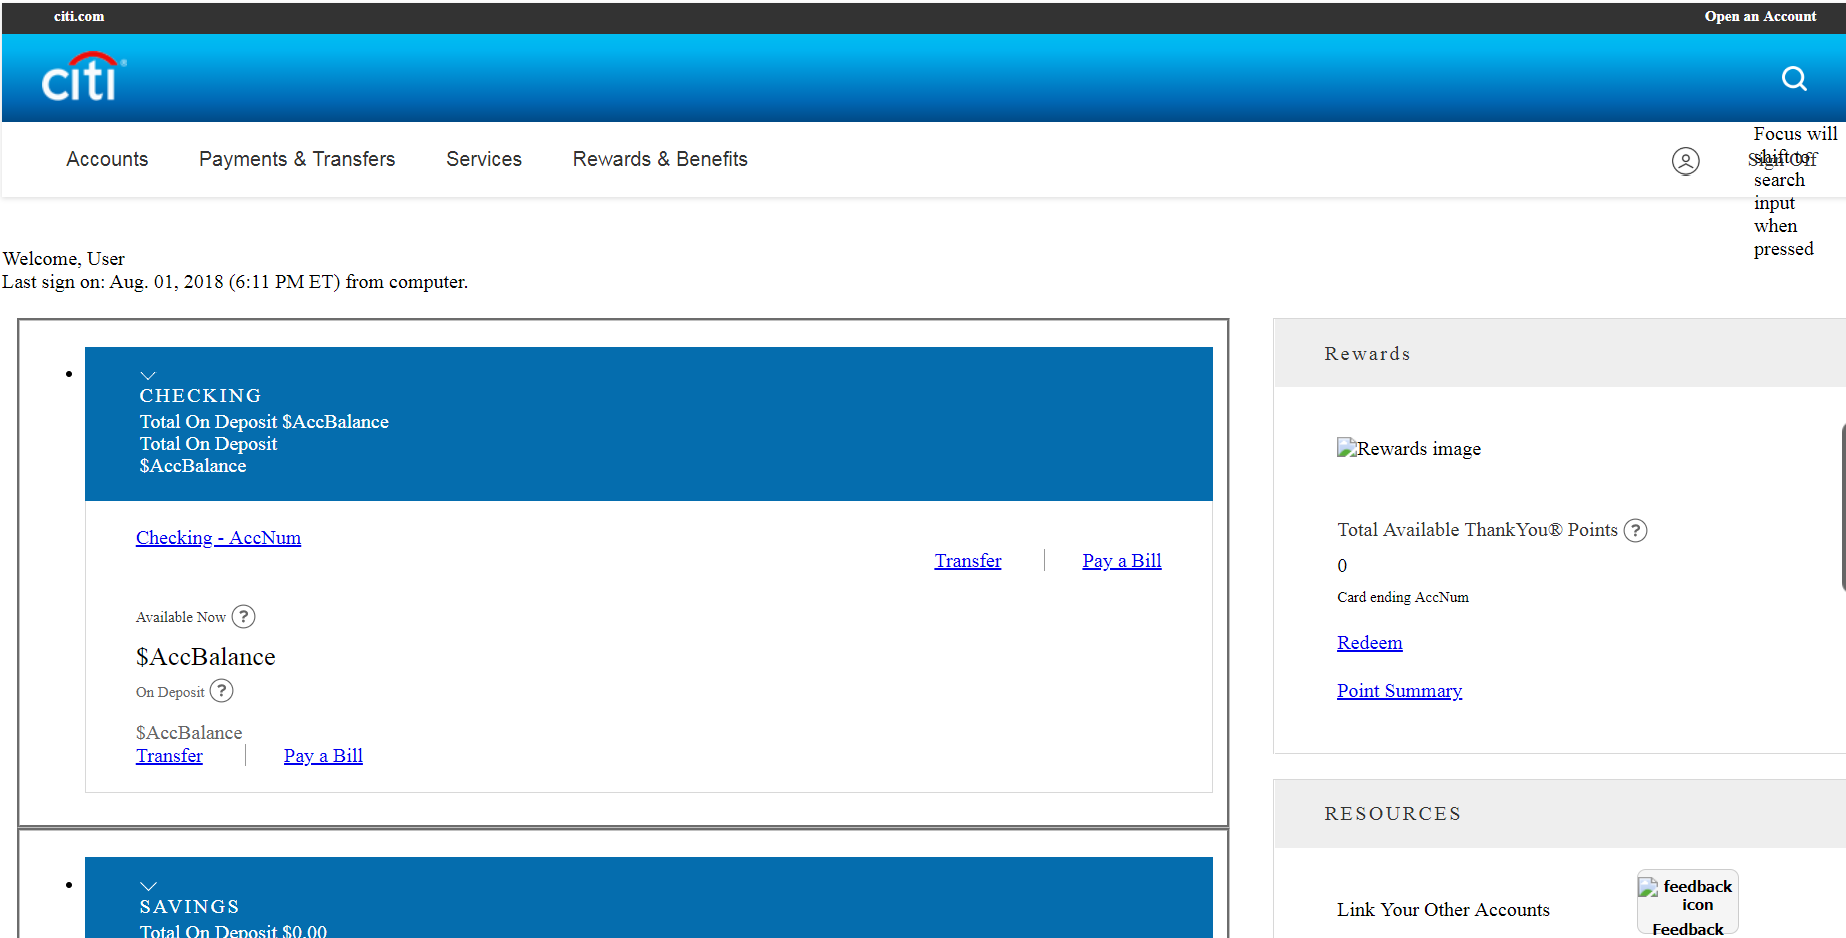 citi.com
Open an Account
citi
Accounts
Payments & Transfers
Services
Rewards & Benefits
Sign Off
Focus will
shift to
search
input
when
pressed
Welcome, User
Last sign on: Aug. 01, 2018 (6:11 PM ET) from computer.
CHECKING
Total On Deposit $AccBalance
Total On Deposit
$AccBalance
Checking - AccNum
Transfer
Pay a Bill
Available Now ?
$AccBalance
On Deposit ?
$AccBalance
Transfer
Pay a Bill
SAVINGS
Total On Deposit $0.00
Rewards
Rewards image
Total Available ThankYou® Points ?
0
Card ending AccNum
Redeem
Point Summary
RESOURCES
Link Your Other Accounts
feedback
icon
Feedback